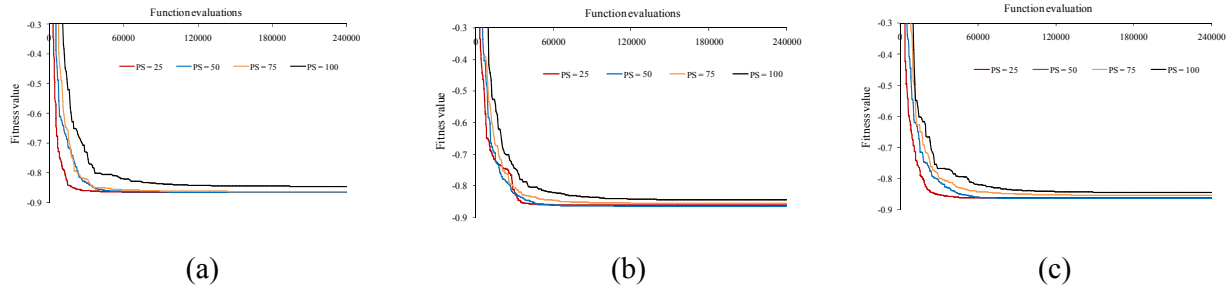 Function evaluations
-0.3
0
60000
120000
180000
240000
-0.4
PS = 25
PS = 50
PS = 75
PS = 100
-0.5
-0.6
-0.7
-0.8
-0.9
Fitness value
(a)
Function evaluations
-0.3
0
60000
120000
180000
240000
-0.4
PS = 25
PS = 50
PS = 75
PS = 100
-0.5
-0.6
-0.7
-0.8
-0.9
Fitnes value
(b)
Function evaluation
-0.3
0
60000
120000
180000
240000
-0.4
PS = 25
PS = 50
PS = 75
PS = 100
-0.5
-0.6
-0.7
-0.8
-0.9
Fitness value
(c)